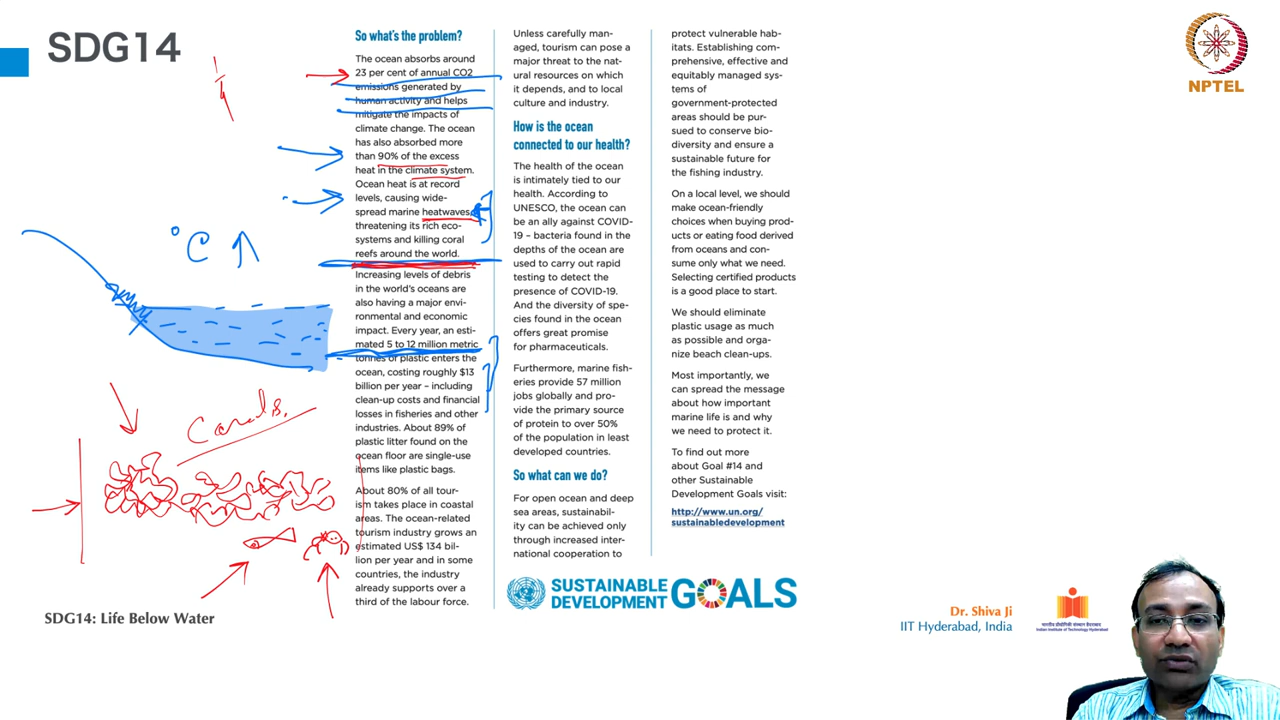 SDG14
1/4
°C
Corals.
SDG14: Life Below Water
So what's the problem?
The ocean absorbs around
23 per cent of annual CO2
emissions generated by
human activity and helps
mitigate the impacts of
climate change. The ocean
has also absorbed more
than 90% of the excess
heat in the climate system.
Ocean heat is at record
levels, causing wide-
spread marine heatwaves,
threatening its rich eco-
systems and killing coral
reefs around the world.
Increasing levels of debris
in the world's oceans are
also having a major envi-
ronmental and economic
impact. Every year, an esti-
mated 5 to 12 million metric
tonnes of plastic enters the
ocean, costing roughly $13
billion per year – including
clean-up costs and financial
losses in fisheries and other
industries. About 89% of
plastic litter found on the
ocean floor are single-use
items like plastic bags.
About 80% of all tour-
ism takes place in coastal
areas. The ocean-related
tourism industry grows an
estimated US$ 134 bil-
lion per year and in some
countries, the industry
already supports over a
third of the labour force.
Unless carefully man-
aged, tourism can pose a
major threat to the nat-
ural resources on which
it depends, and to local
culture and industry.
How is the ocean
connected to our health?
The health of the ocean
is intimately tied to our
health. According to
UNESCO, the ocean can
be an ally against COVID-
19 – bacteria found in the
depths of the ocean are
used to carry out rapid
testing to detect the
presence of COVID-19.
And the diversity of spe-
cies found in the ocean
offers great promise
for pharmaceuticals.
Furthermore, marine fish-
eries provide 57 million
jobs globally and pro-
vide the primary source
of protein to over 50%
of the population in least
developed countries.
So what can we do?
For open ocean and deep
sea areas, sustainabil-
ity can be achieved only
through increased inter-
national cooperation to
protect vulnerable hab-
itats. Establishing com-
prehensive, effective and
equitably managed sys-
tems of
government-protected
areas should be pur-
sued to conserve bio-
diversity and ensure a
sustainable future for
the fishing industry.
On a local level, we should
make ocean-friendly
choices when buying prod-
ucts or eating food derived
from oceans and con-
sume only what we need.
Selecting certified products
is a good place to start.
We should eliminate
plastic usage as much
as possible and orga-
nize beach clean-ups.
Most importantly, we
can spread the message
about how important
marine life is and why
we need to protect it.
To find out more
about Goal #14 and
other Sustainable
Development Goals visit:
http://www.un.org/
sustainabledevelopment
SUSTAINABLE
DEVELOPMENT
GOALS
NPTEL
Dr. Shiva Ji
IIT Hyderabad, India
Indian Institute of Technology Hyderabad